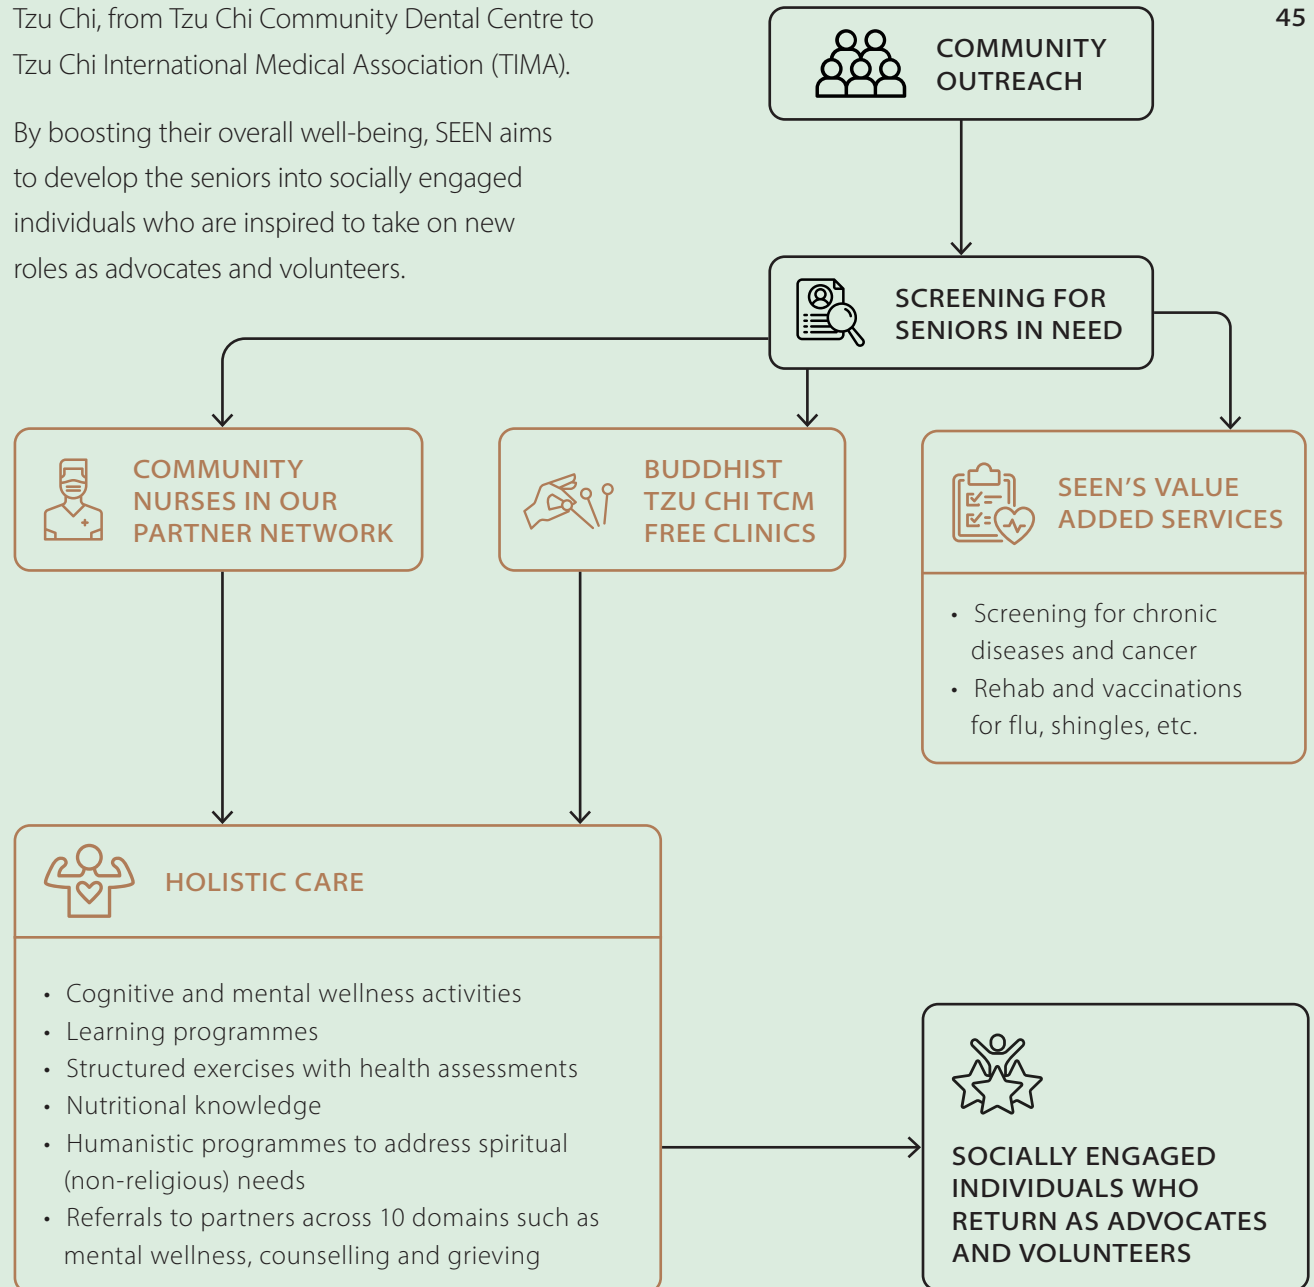 Tzu Chi, from Tzu Chi Community Dental Centre to
Tzu Chi International Medical Association (TIMA).
By boosting their overall well-being, SEEN aims
to develop the seniors into socially engaged
individuals who are inspired to take on new
roles as advocates and volunteers.
45
COMMUNITY
OUTREACH
SCREENING FOR
SENIORS IN NEED
COMMUNITY
NURSES IN OUR
PARTNER NETWORK
BUDDHIST
TZU CHI TCM
FREE CLINICS
SEEN’S VALUE
ADDED SERVICES
• Screening for chronic
diseases and cancer
• Rehab and vaccinations
for flu, shingles, etc.
HOLISTIC CARE
• Cognitive and mental wellness activities
• Learning programmes
• Structured exercises with health assessments
• Nutritional knowledge
• Humanistic programmes to address spiritual
(non-religious) needs
• Referrals to partners across 10 domains such as
mental wellness, counselling and grieving
SOCIALLY ENGAGED
INDIVIDUALS WHO
RETURN AS ADVOCATES
AND VOLUNTEERS